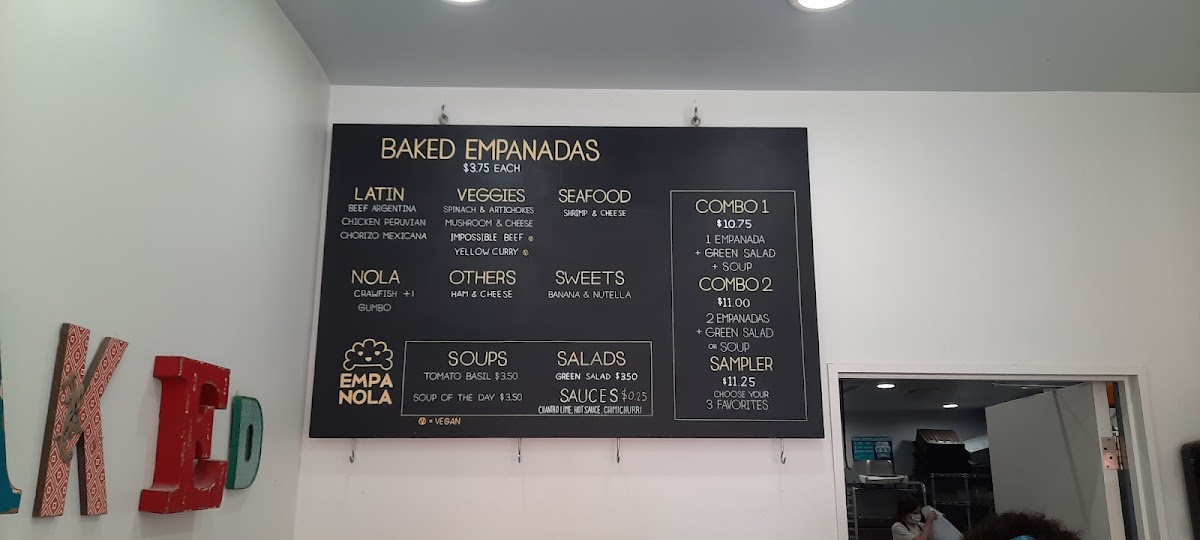 BAKED EMPANADAS
$3.75 EACH
LATIN
BEEF ARGENTINA
CHICKEN PERUVIAN
CHORIZO MEXICANA
VEGGIES
SPINACH & ARTICHOKES
MUSHROOM & CHEESE
IMPOSSIBLE BEEF
YELLOW CURRY Ⓥ
SEAFOOD
SHRIMP & CHEESE
NOLA
CRAWFISH +1
GUMBO
OTHERS
HAM & CHEESE
SWEETS
BANANA & NUTELLA
EMPA
NOLA
SOUPS
TOMATO BASIL $3.50
SOUP OF THE DAY $3.50
SALADS
GREEN SALAD $3.50
SAUCES $0.25
CILANTRO LIME, HOT SAUCE, CHIMICHURRI
Ⓥ = VEGAN
COMBO 1
$10.75
1 EMPANADA
+ GREEN SALAD
+ SOUP
COMBO 2
$11.00
2 EMPANADAS
+ GREEN SALAD
OR SOUP
SAMPLER
$11.25
CHOOSE YOUR
3 FAVORITES
KED